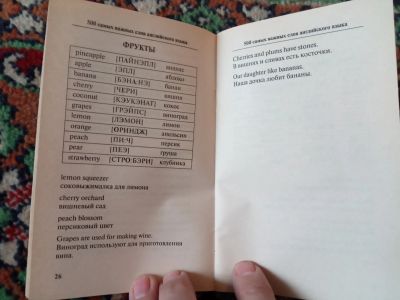 500 самых важных слов английского языка
ФРУКТЫ
pineapple [ПАЙНЭПЛ] ананас
apple [ЭПЛ] яблоко
banana [БЭНА:НЭ] банан
cherry [ЧЕРИ] вишня
coconut [КЭУКЭНАТ] кокос
grapes [ГРЭЙПС] виноград
lemon [ЛЭМОН] лимон
orange [ОРИНДЖ] апельсин
peach [ПИ:Ч] персик
pear [ПЕЭ] груша
strawberry [СТРО:БЭРИ] клубника
lemon squeezer
соковыжималка для лимона
cherry orchard
вишневый сад
peach blossom
персиковый цвет
Grapes are used for making wine.
Виноград используют для приготовления
вина.
26
500 самых важных слов английского языка
Cherries and plums have stones.
В вишнях и сливах есть косточки.
Our daughter like bananas.
Наша дочка любит бананы.